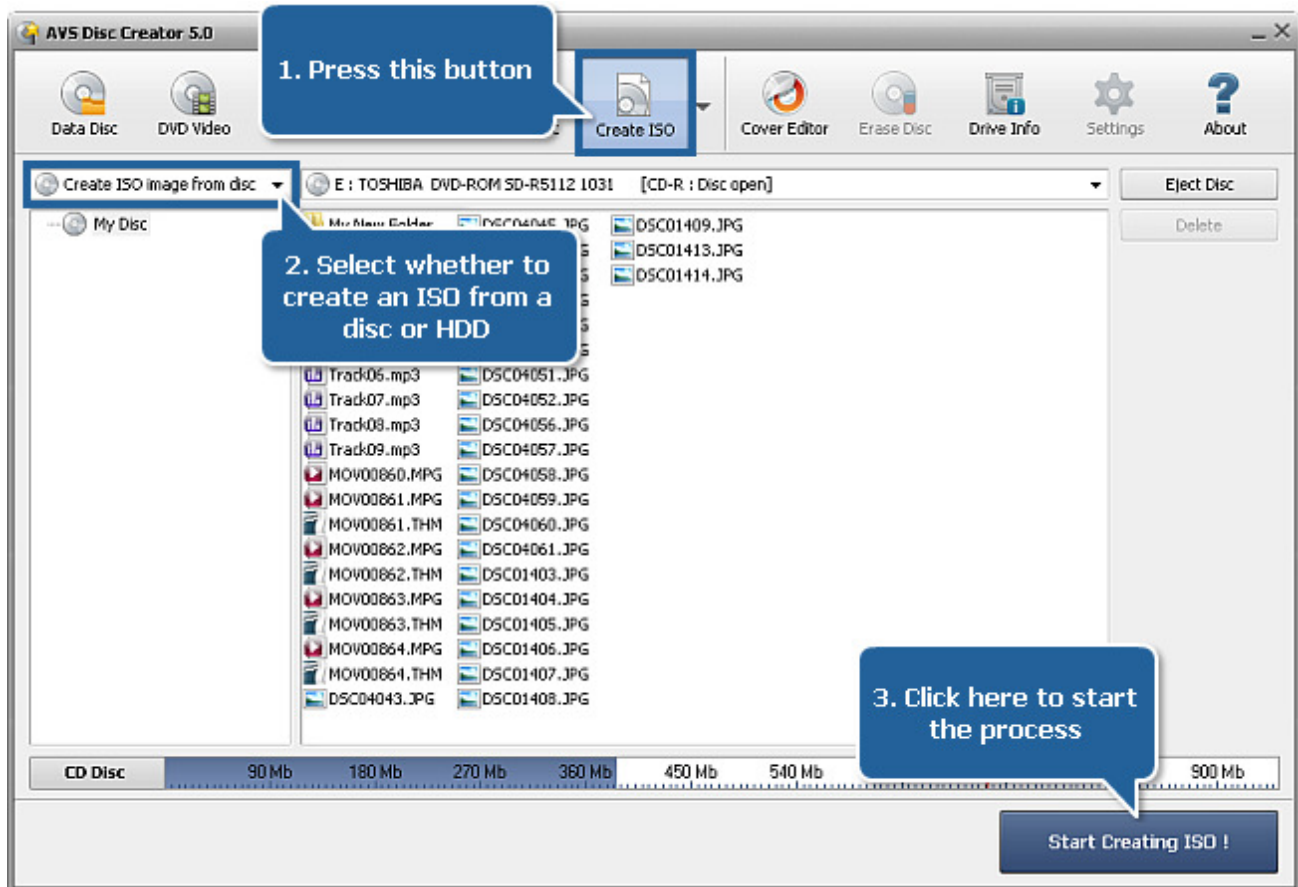 AVS Disc Creator 5.0
1. Press this button
Data Disc
DVD Video
Create ISO
Cover Editor
Erase Disc
Drive Info
Settings
About
Create ISO image from disc
E : TOSHIBA DVD-ROM SD-R5112 1031 [CD-R : Disc open]
Eject Disc
My Disc
Delete
2. Select whether to
create an ISO from a
disc or HDD
My New Folder
Track06.mp3
Track07.mp3
Track08.mp3
Track09.mp3
MOV00860.MPG
MOV00861.MPG
MOV00861.THM
MOV00862.MPG
MOV00862.THM
MOV00863.MPG
MOV00863.THM
MOV00864.MPG
MOV00864.THM
DSC04043.JPG
DSC04045.JPG
DSC04051.JPG
DSC04052.JPG
DSC04056.JPG
DSC04057.JPG
DSC04058.JPG
DSC04059.JPG
DSC04060.JPG
DSC04061.JPG
DSC01403.JPG
DSC01404.JPG
DSC01405.JPG
DSC01406.JPG
DSC01407.JPG
DSC01408.JPG
DSC01409.JPG
DSC01413.JPG
DSC01414.JPG
3. Click here to start
the process
CD Disc
90 Mb 180 Mb 270 Mb 360 Mb 450 Mb 540 Mb 900 Mb
Start Creating ISO !